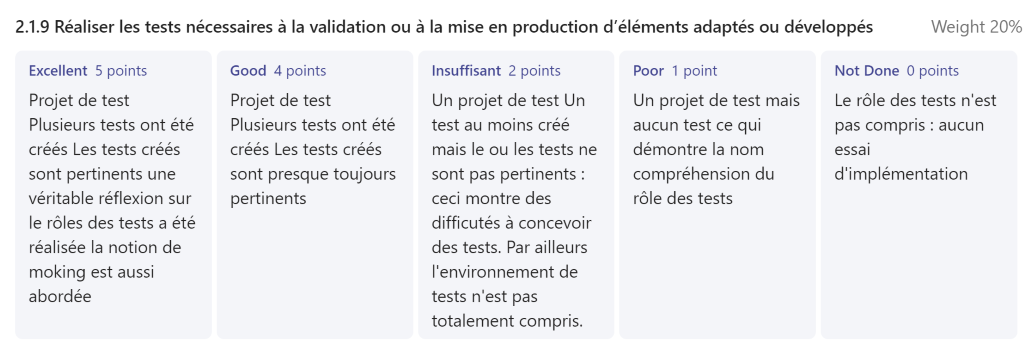 2.1.9 Réaliser les tests nécessaires à la validation ou à la mise en production d'éléments adaptés ou développés
Weight 20%
Excellent 5 points
Projet de test
Plusieurs tests ont été
créés Les tests créés
sont pertinents une
véritable réflexion sur
le rôles des tests a été
réalisée la notion de
moking est aussi
abordée
Good 4 points
Projet de test
Plusieurs tests ont été
créés Les tests créés
sont presque toujours
pertinents
Insuffisant 2 points
Un projet de test Un
test au moins créé
mais le ou les tests ne
sont pas pertinents :
ceci montre des
difficutés à concevoir
des tests. Par ailleurs
l'environnement de
tests n'est pas
totalement compris.
Poor 1 point
Un projet de test mais
aucun test ce qui
démontre la nom
compréhension du
rôle des tests
Not Done 0 points
Le rôle des tests n'est
pas compris : aucun
essai
d'implémentation